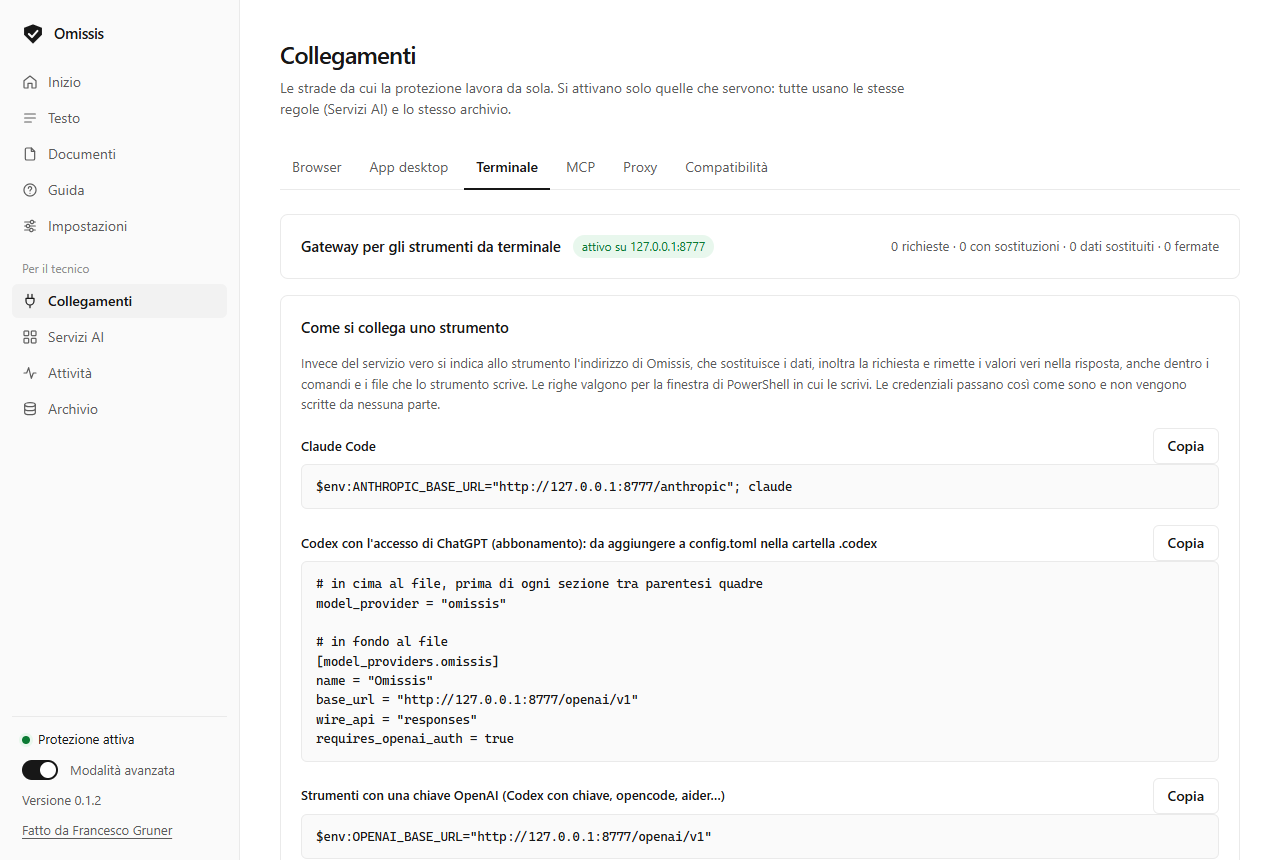 Omissis
Inizio
Testo
Documenti
Guida
Impostazioni
Per il tecnico
Collegamenti
Servizi AI
Attività
Archivio
Protezione attiva
Modalità avanzata
Versione 0.1.2
Fatto da Francesco Gruner
Collegamenti
Le strade da cui la protezione lavora da sola. Si attivano solo quelle che servono: tutte usano le stesse
regole (Servizi AI) e lo stesso archivio.
Browser App desktop Terminale MCP Proxy Compatibilità
Gateway per gli strumenti da terminale attivo su 127.0.0.1:8777 0 richieste · 0 con sostituzioni · 0 dati sostituiti · 0 fermate
Come si collega uno strumento
Invece del servizio vero si indica allo strumento l'indirizzo di Omissis, che sostituisce i dati, inoltra la richiesta e rimette i valori veri nella risposta, anche dentro i
comandi e i file che lo strumento scrive. Le righe valgono per la finestra di PowerShell in cui le scrivi. Le credenziali passano così come sono e non vengono
scritte da nessuna parte.
Claude Code Copia
$env:ANTHROPIC_BASE_URL="http://127.0.0.1:8777/anthropic"; claude
Codex con l'accesso di ChatGPT (abbonamento): da aggiungere a config.toml nella cartella .codex Copia
# in cima al file, prima di ogni sezione tra parentesi quadre
model_provider = "omissis"
# in fondo al file
[model_providers.omissis]
name = "Omissis"
base_url = "http://127.0.0.1:8777/openai/v1"
wire_api = "responses"
requires_openai_auth = true
Strumenti con una chiave OpenAI (Codex con chiave, opencode, aider…) Copia
$env:OPENAI_BASE_URL="http://127.0.0.1:8777/openai/v1"